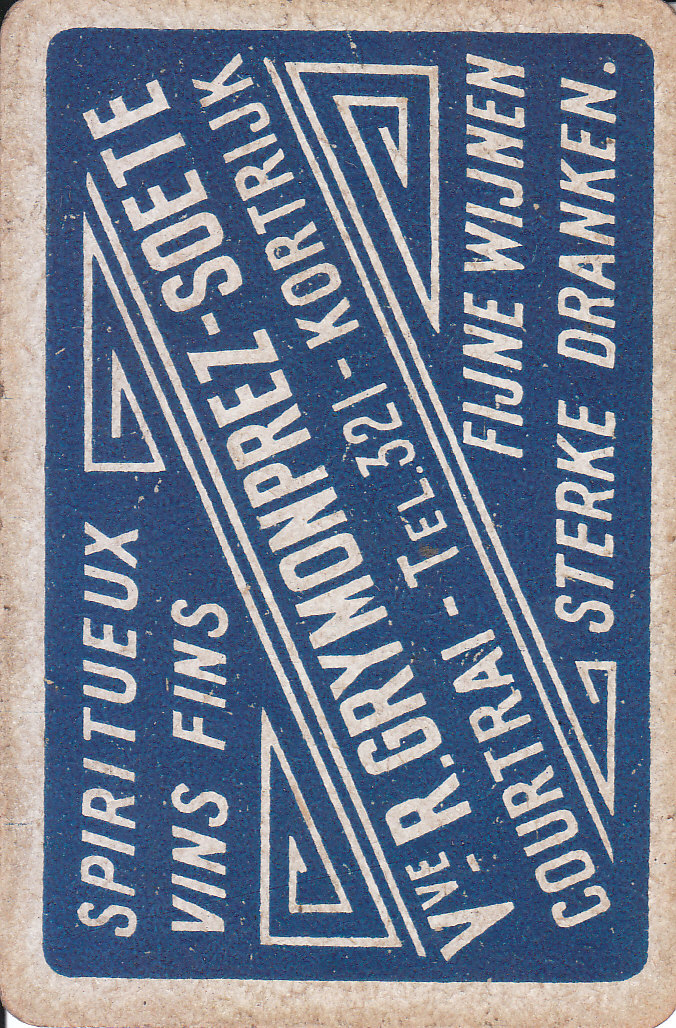 SPIRITUEUX
VINS FINS
Vve R. GRYMONPREZ-SOETE
COURTRAI - TEL. 321 - KORTRIJK
FIJNE WIJNEN
STERKE DRANKEN.